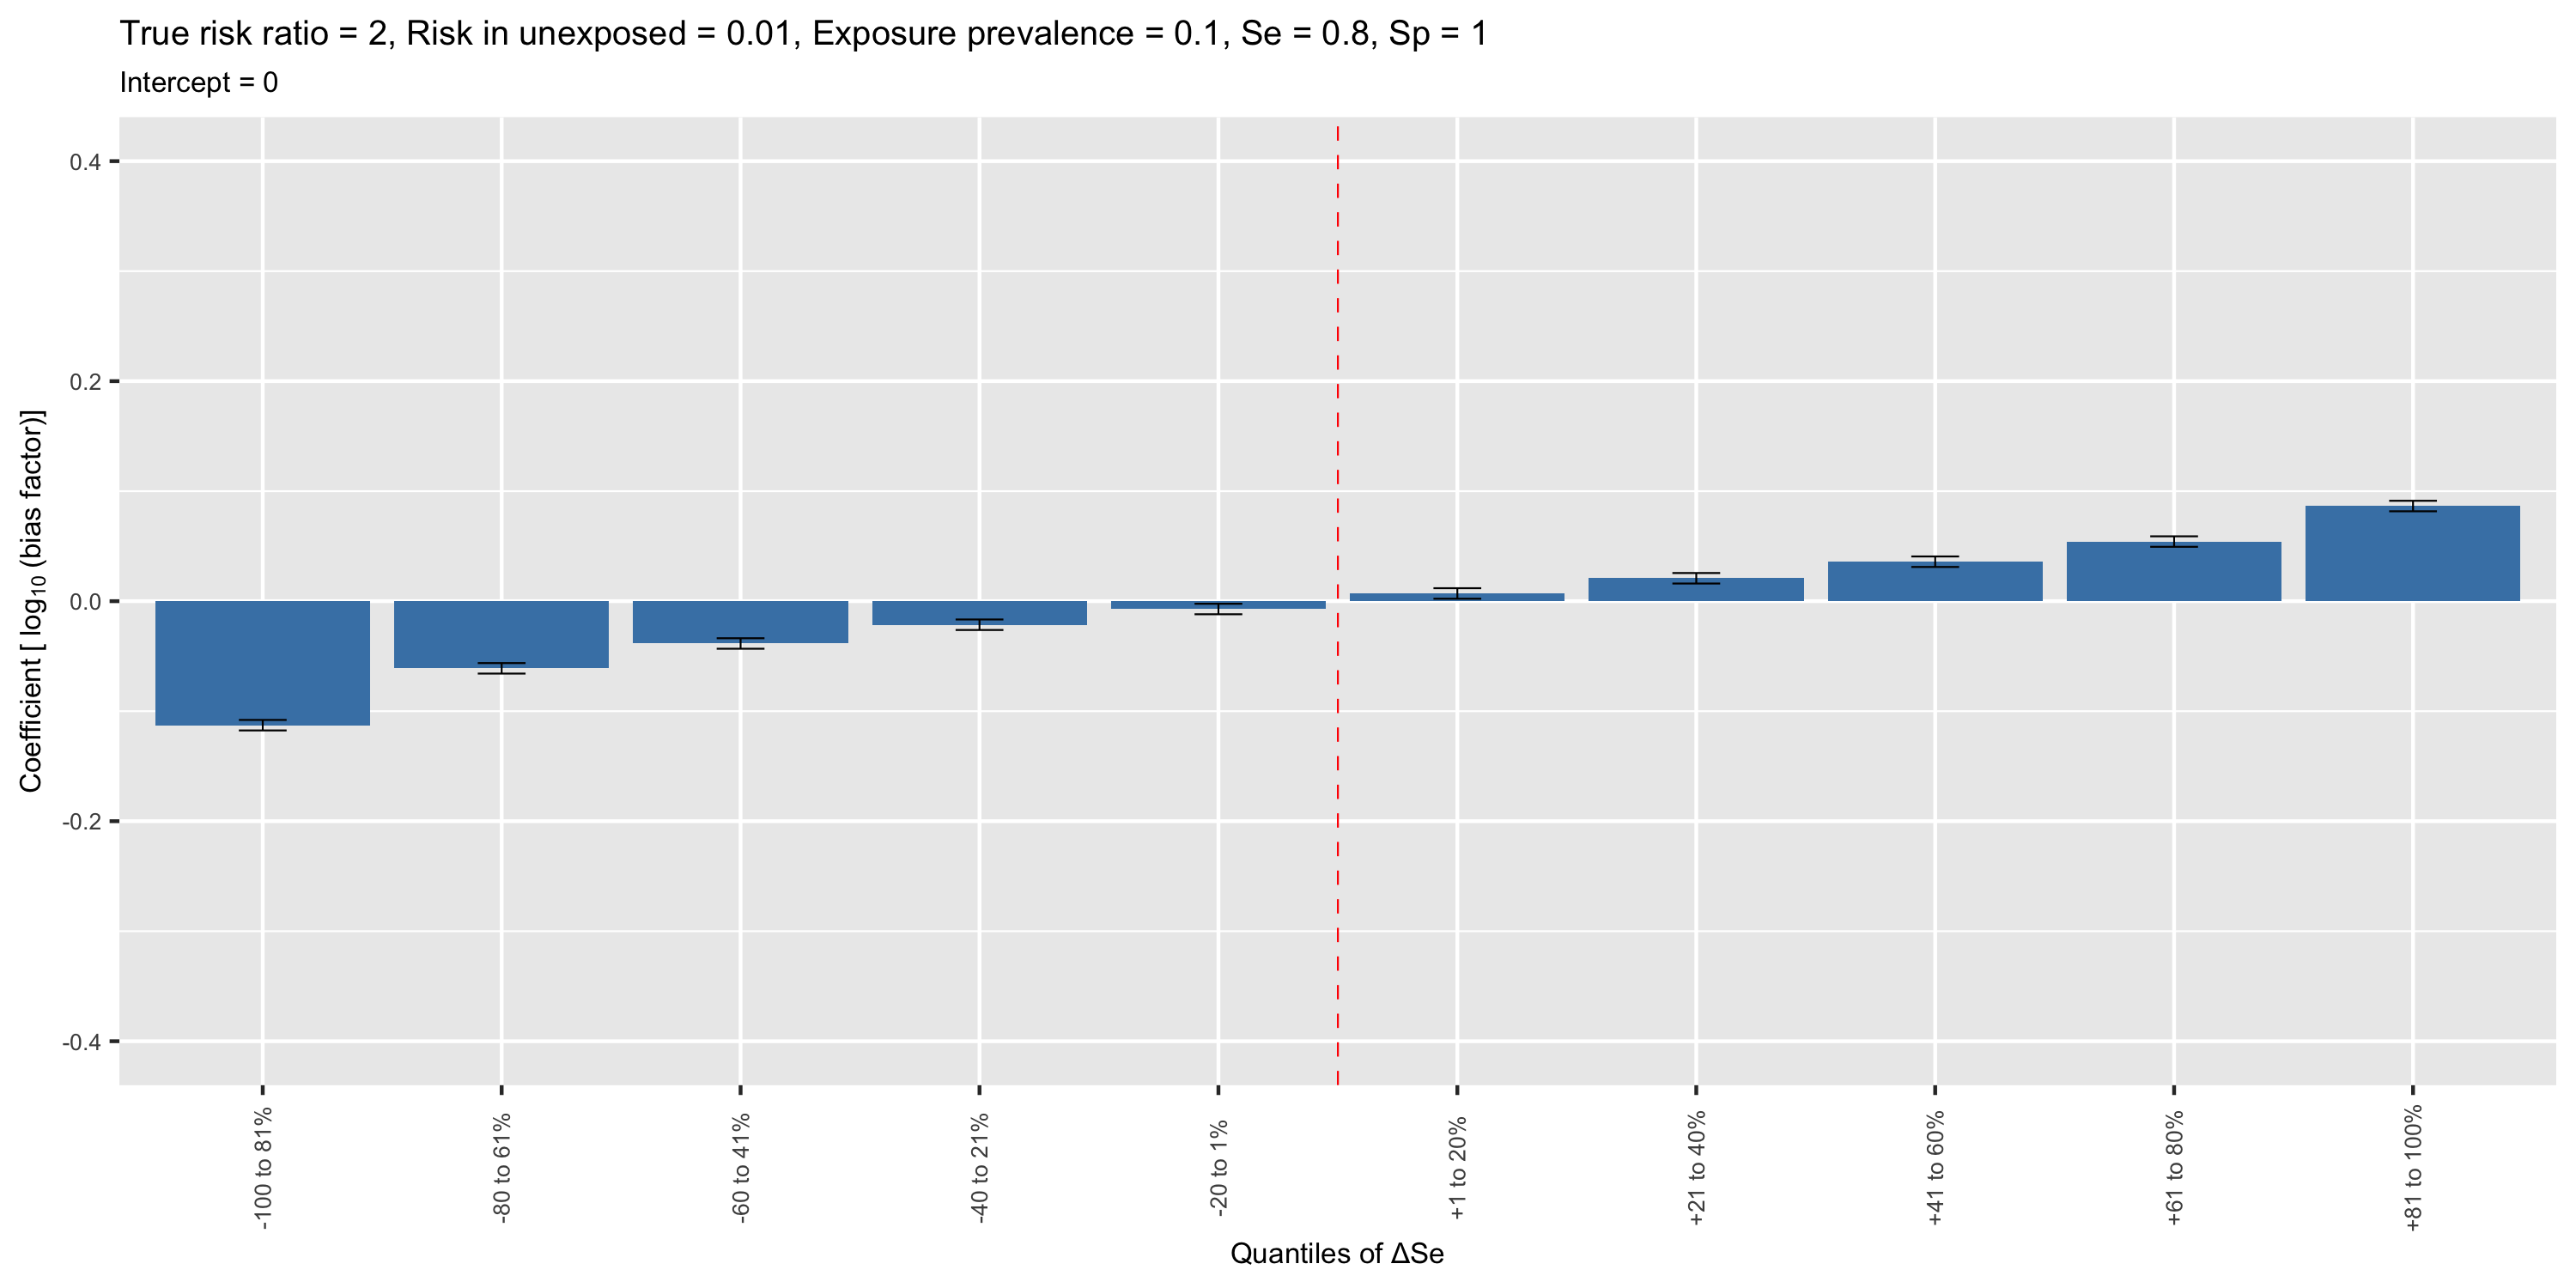 True risk ratio = 2, Risk in unexposed = 0.01, Exposure prevalence = 0.1, Se = 0.8, Sp = 1
Intercept = 0
Coefficient [ log₁₀ (bias factor)]
0.4
0.2
0.0
-0.2
-0.4
-100 to 81%
-80 to 61%
-60 to 41%
-40 to 21%
-20 to 1%
+1 to 20%
+21 to 40%
+41 to 60%
+61 to 80%
+81 to 100%
Quantiles of ΔSe